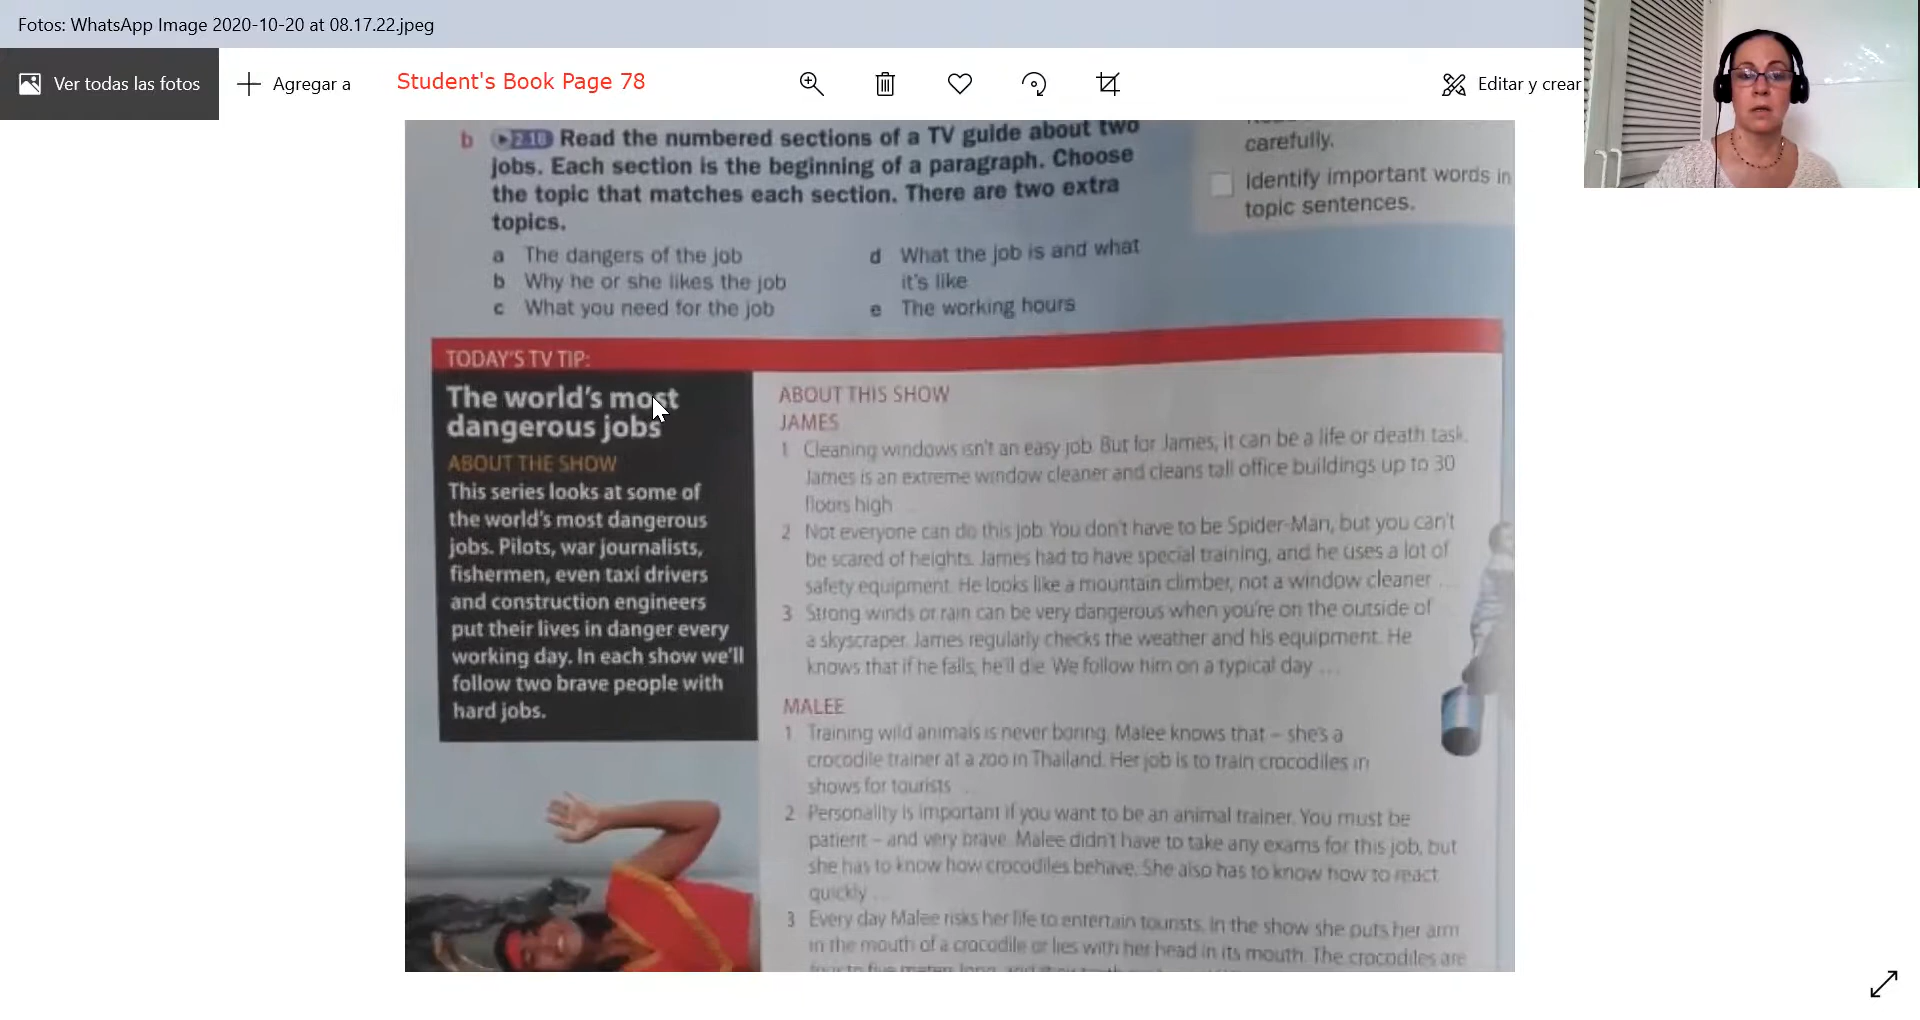 Fotos: WhatsApp Image 2020-10-20 at 08.17.22.jpeg
Ver todas las fotos
Agregar a
Student's Book Page 78
Editar y crear
b 2.18 Read the numbered sections of a TV guide about two
jobs. Each section is the beginning of a paragraph. Choose
the topic that matches each section. There are two extra
topics.
a The dangers of the job
b Why he or she likes the job
c What you need for the job
d What the job is and what
it's like
e The working hours
carefully.
Identify important words in
topic sentences.
TODAY'S TV TIP:
The world's most
dangerous jobs
ABOUT THE SHOW
This series looks at some of
the world's most dangerous
jobs. Pilots, war journalists,
fishermen, even taxi drivers
and construction engineers
put their lives in danger every
working day. In each show we'll
follow two brave people with
hard jobs.
ABOUT THIS SHOW
JAMES
1 Cleaning windows isn't an easy job. But for James, it can be a life or death task.
James is an extreme window cleaner and cleans tall office buildings up to 30
floors high ...
2 Not everyone can do this job. You don't have to be Spider-Man, but you can't
be scared of heights. James had to have special training, and he uses a lot of
safety equipment. He looks like a mountain climber, not a window cleaner ...
3 Strong winds or rain can be very dangerous when you're on the outside of
a skyscraper. James regularly checks the weather and his equipment. He
knows that if he falls, he'll die. We follow him on a typical day ...
MALEE
1 Training wild animals is never boring. Malee knows that – she's a
crocodile trainer at a zoo in Thailand. Her job is to train crocodiles in
shows for tourists ...
2 Personality is important if you want to be an animal trainer. You must be
patient – and very brave. Malee didn't have to take any exams for this job, but
she has to know how crocodiles behave. She also has to know how to react
quickly ...
3 Every day Malee risks her life to entertain tourists. In the show she puts her arm
in the mouth of a crocodile or lies with her head in its mouth. The crocodiles are